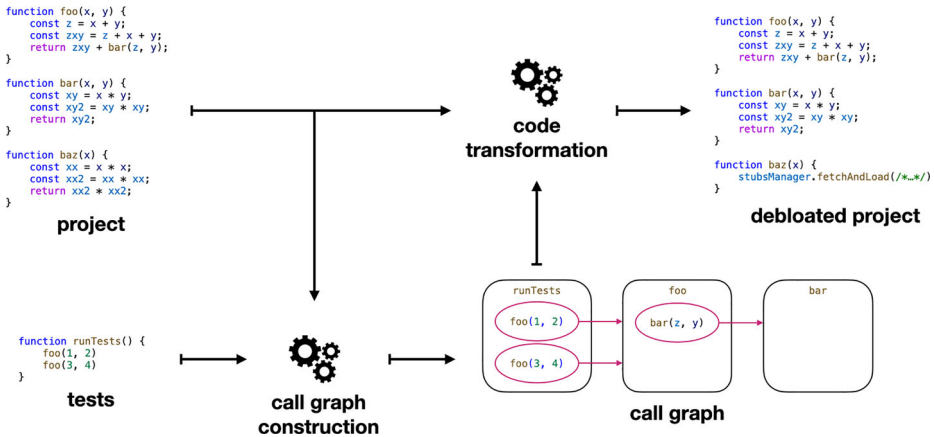 function foo(x, y) {
const z = x + y;
const zxy = z + x + y;
return zxy + bar(z, y);
}
function bar(x, y) {
const xy = x * y;
const xy2 = xy * xy;
return xy2;
}
function baz(x) {
const xx = x * x;
const xx2 = xx * xx;
return xx2 * xx2;
}
project
code
transformation
function foo(x, y) {
const z = x + y;
const zxy = z + x + y;
return zxy + bar(z, y);
}
function bar(x, y) {
const xy = x * y;
const xy2 = xy * xy;
return xy2;
}
function baz(x) {
stubsManager.fetchAndLoad(/*…*/)
}
debloated project
function runTests() {
foo(1, 2)
foo(3, 4)
}
tests
call graph
construction
runTests
foo(1, 2)
foo(3, 4)
foo
bar(z, y)
bar
call graph